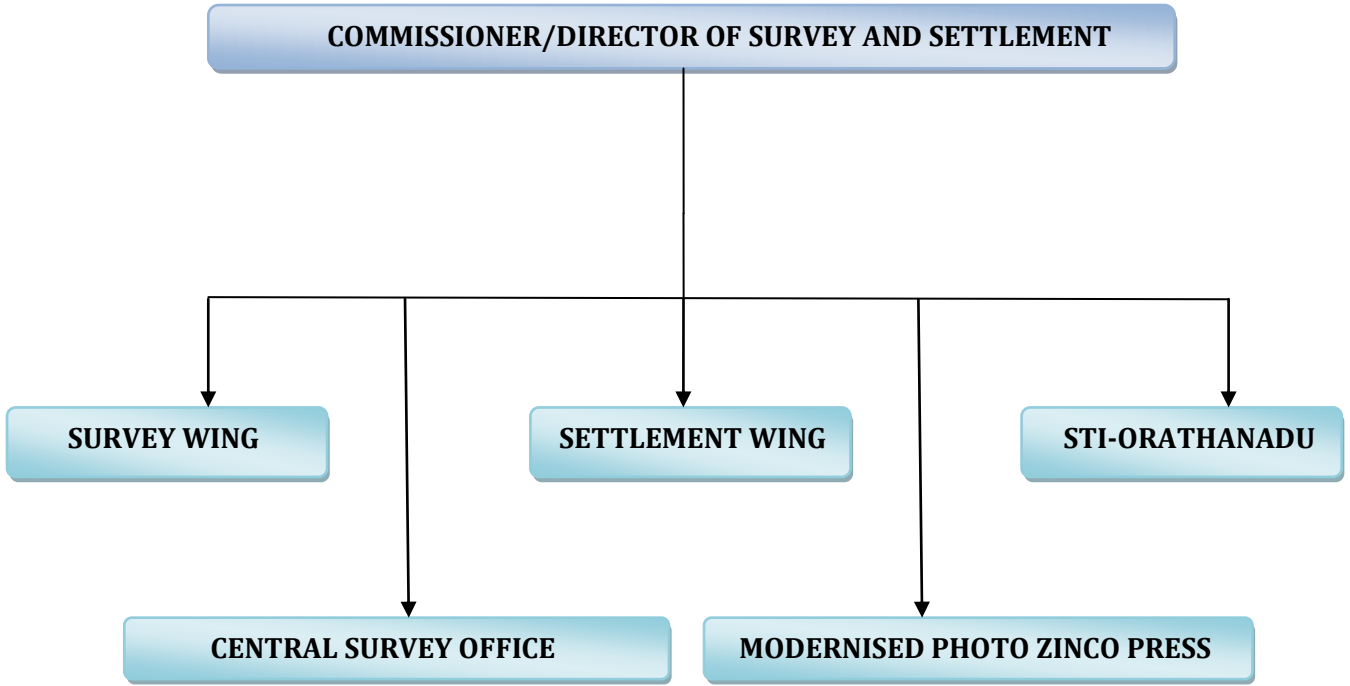 COMMISSIONER/DIRECTOR OF SURVEY AND SETTLEMENT
SURVEY WING
SETTLEMENT WING
STI-ORATHANADU
CENTRAL SURVEY OFFICE
MODERNISED PHOTO ZINCO PRESS